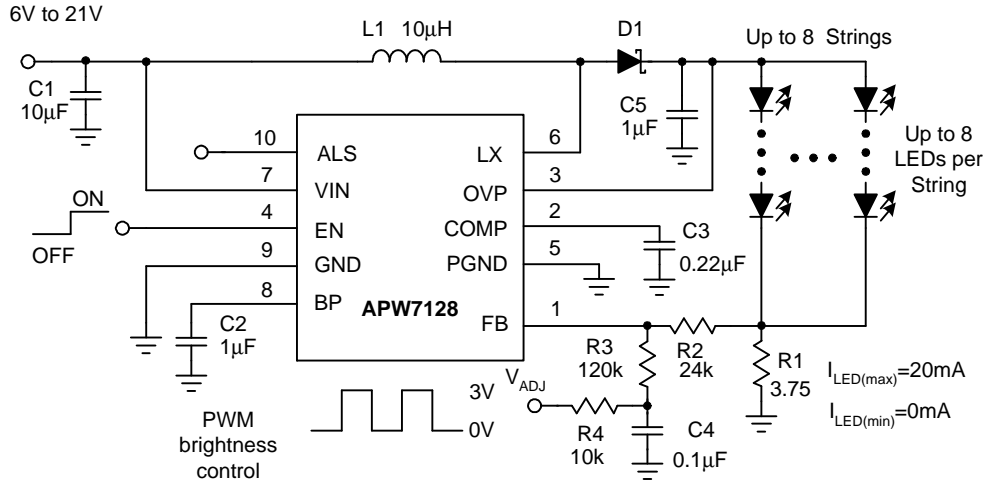 6V to 21V
L1 10μH
D1
Up to 8 Strings
C1
10μF
C5
1μF
Up to 8
LEDs per
String
10 ALS
7 VIN
4 EN
9 GND
8 BP
LX 6
OVP 3
COMP 2
PGND 5
FB 1
APW7128
ON
OFF
C2
1μF
C3
0.22μF
R3
120k
R2
24k
R1
3.75
I_LED(max)=20mA
I_LED(min)=0mA
V_ADJ
R4
10k
C4
0.1μF
3V
0V
PWM
brightness
control